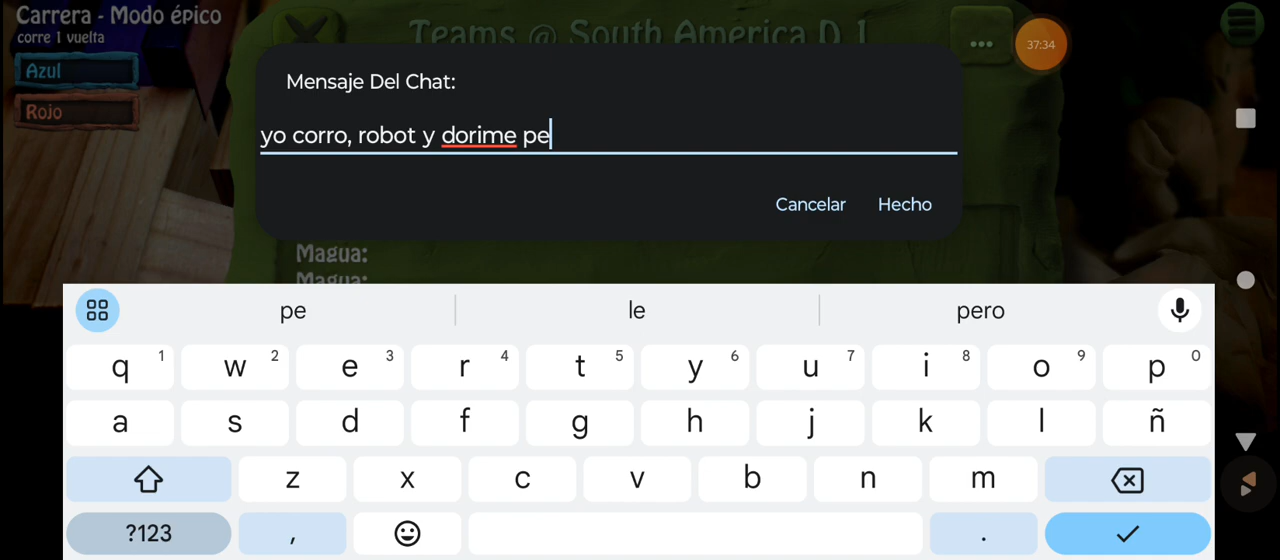 Carrera - Modo épico
corre 1 vuelta
Azul
Rojo
Teams @ South America D.1
37:34
Mensaje Del Chat:
yo corro, robot y dorime pe
Cancelar Hecho
Magua:
Magua:
pe le pero
q 1 w 2 e 3 r 4 t 5 y 6 u 7 i 8 o 9 p 0
a s d f g h j k l ñ
z x c v b n m
?123 , .